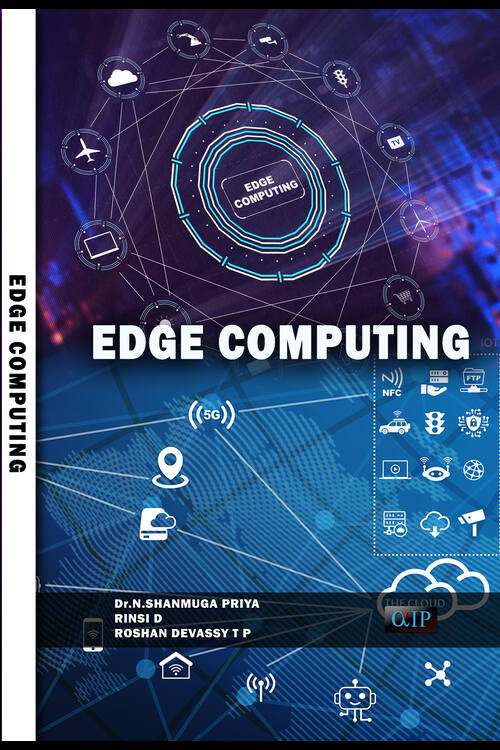 EDGE COMPUTING
TV
EDGE
COMPUTING
EDGE COMPUTING
IOT
NFC
FTP
5G
THE CLOUD
αIP
Dr.N.SHANMUGA PRIYA
RINSI D
ROSHAN DEVASSY T P